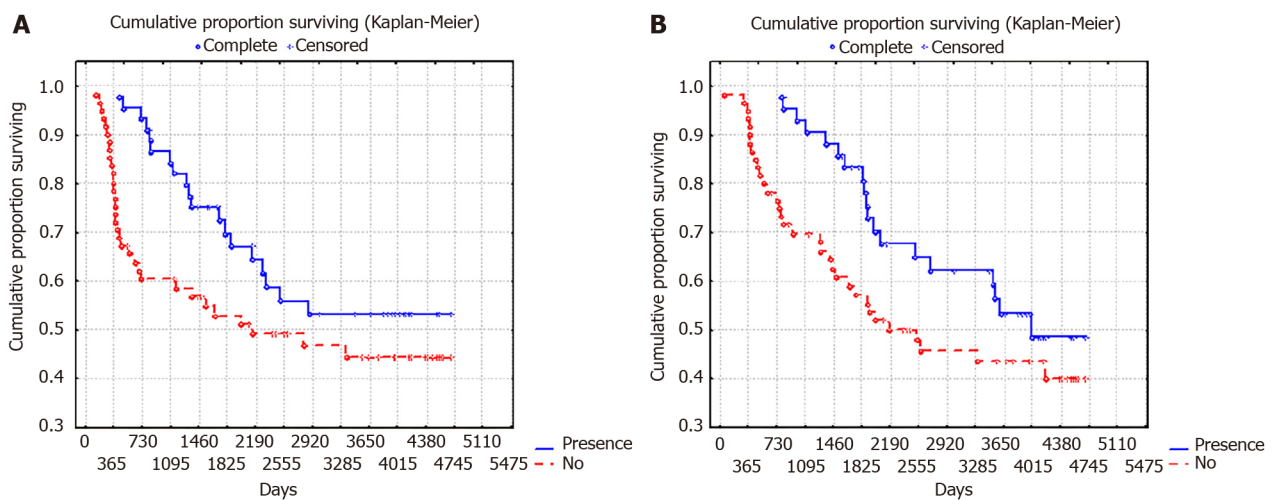 A
Cumulative proportion surviving (Kaplan-Meier)
Complete Censored
Cumulative proportion surviving
1.0
0.9
0.8
0.7
0.6
0.5
0.4
0.3
0 730 1460 2190 2920 3650 4380 5110
365 1095 1825 2555 3285 4015 4745 5475
Days
Presence
No
B
Cumulative proportion surviving (Kaplan-Meier)
Complete Censored
Cumulative proportion surviving
1.0
0.9
0.8
0.7
0.6
0.5
0.4
0.3
0 730 1460 2190 2920 3650 4380 5110
365 1095 1825 2555 3285 4015 4745 5475
Days
Presence
No